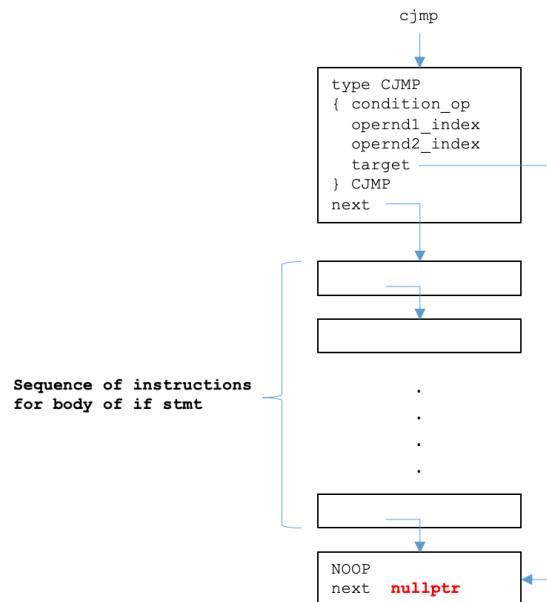 cjmp
type CJMP
{ condition_op
opernd1_index
opernd2_index
target
} CJMP
next
Sequence of instructions
for body of if stmt
.
.
.
.
NOOP
next nullptr